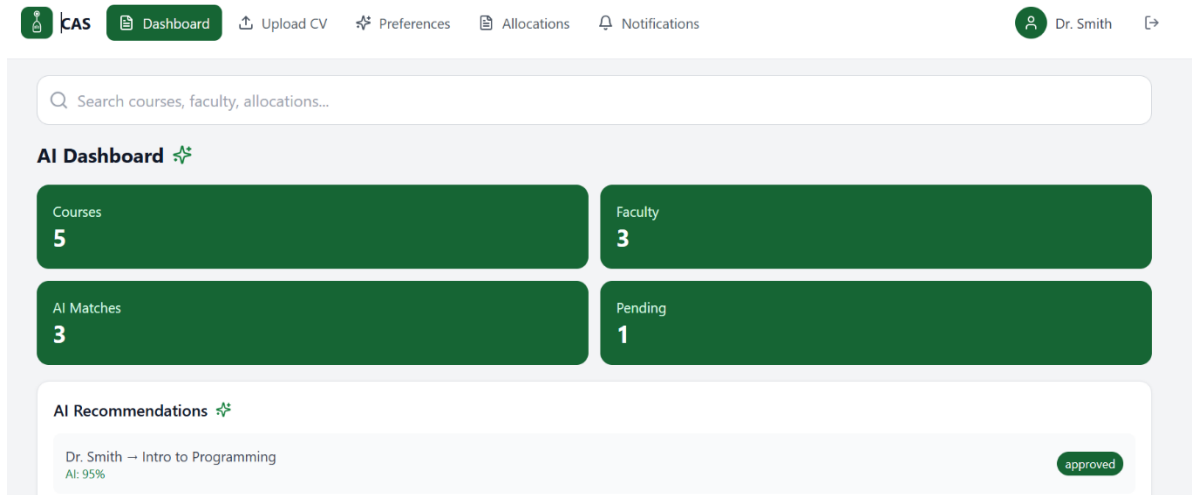 CAS Dashboard Upload CV Preferences Allocations Notifications Dr. Smith
Search courses, faculty, allocations...
AI Dashboard
Courses
5
Faculty
3
AI Matches
3
Pending
1
AI Recommendations
Dr. Smith → Intro to Programming
AI: 95%
approved